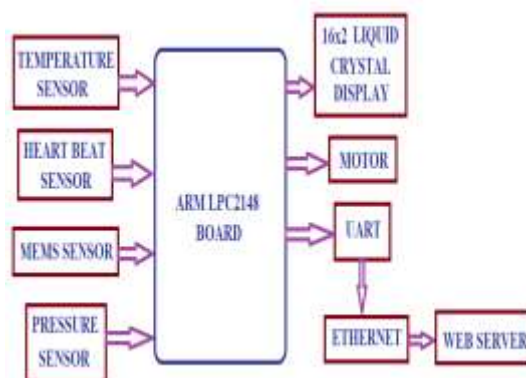 TEMPERATURE
SENSOR
HEART BEAT
SENSOR
MEMS SENSOR
PRESSURE
SENSOR
ARM LPC2148
BOARD
16x2 LIQUID
CRYSTAL
DISPLAY
MOTOR
UART
ETHERNET
WEB SERVER